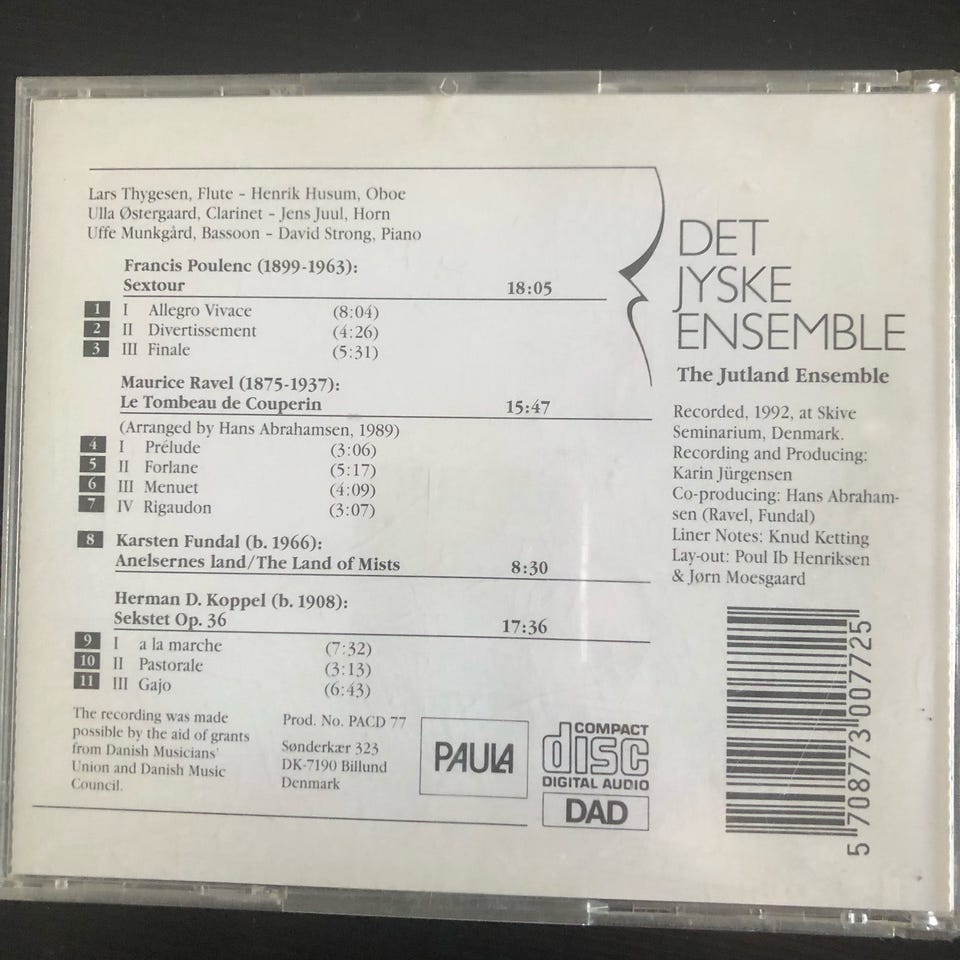 Lars Thygesen, Flute - Henrik Husum, Oboe
Ulla Østergaard, Clarinet - Jens Juul, Horn
Uffe Munkgård, Bassoon - David Strong, Piano
Francis Poulenc (1899-1963):
Sextour 18:05
1 I Allegro Vivace (8:04)
2 II Divertissement (4:26)
3 III Finale (5:31)
Maurice Ravel (1875-1937):
Le Tombeau de Couperin 15:47
(Arranged by Hans Abrahamsen, 1989)
4 I Prélude (3:06)
5 II Forlane (5:17)
6 III Menuet (4:09)
7 IV Rigaudon (3:07)
8 Karsten Fundal (b. 1966):
Anelsernes land/The Land of Mists 8:30
Herman D. Koppel (b. 1908):
Sekstet Op. 36 17:36
9 I a la marche (7:32)
10 II Pastorale (3:13)
11 III Gajo (6:43)
The recording was made
possible by the aid of grants
from Danish Musicians'
Union and Danish Music
Council.
Prod. No. PACD 77
Sønderkær 323
DK-7190 Billund
Denmark
PAULA
COMPACT
disc
DIGITAL AUDIO
DAD
DET
JYSKE
ENSEMBLE
The Jutland Ensemble
Recorded, 1992, at Skive
Seminarium, Denmark.
Recording and Producing:
Karin Jürgensen
Co-producing: Hans Abraham-
sen (Ravel, Fundal)
Liner Notes: Knud Ketting
Lay-out: Poul Ib Henriksen
& Jørn Moesgaard
5 708773 007725